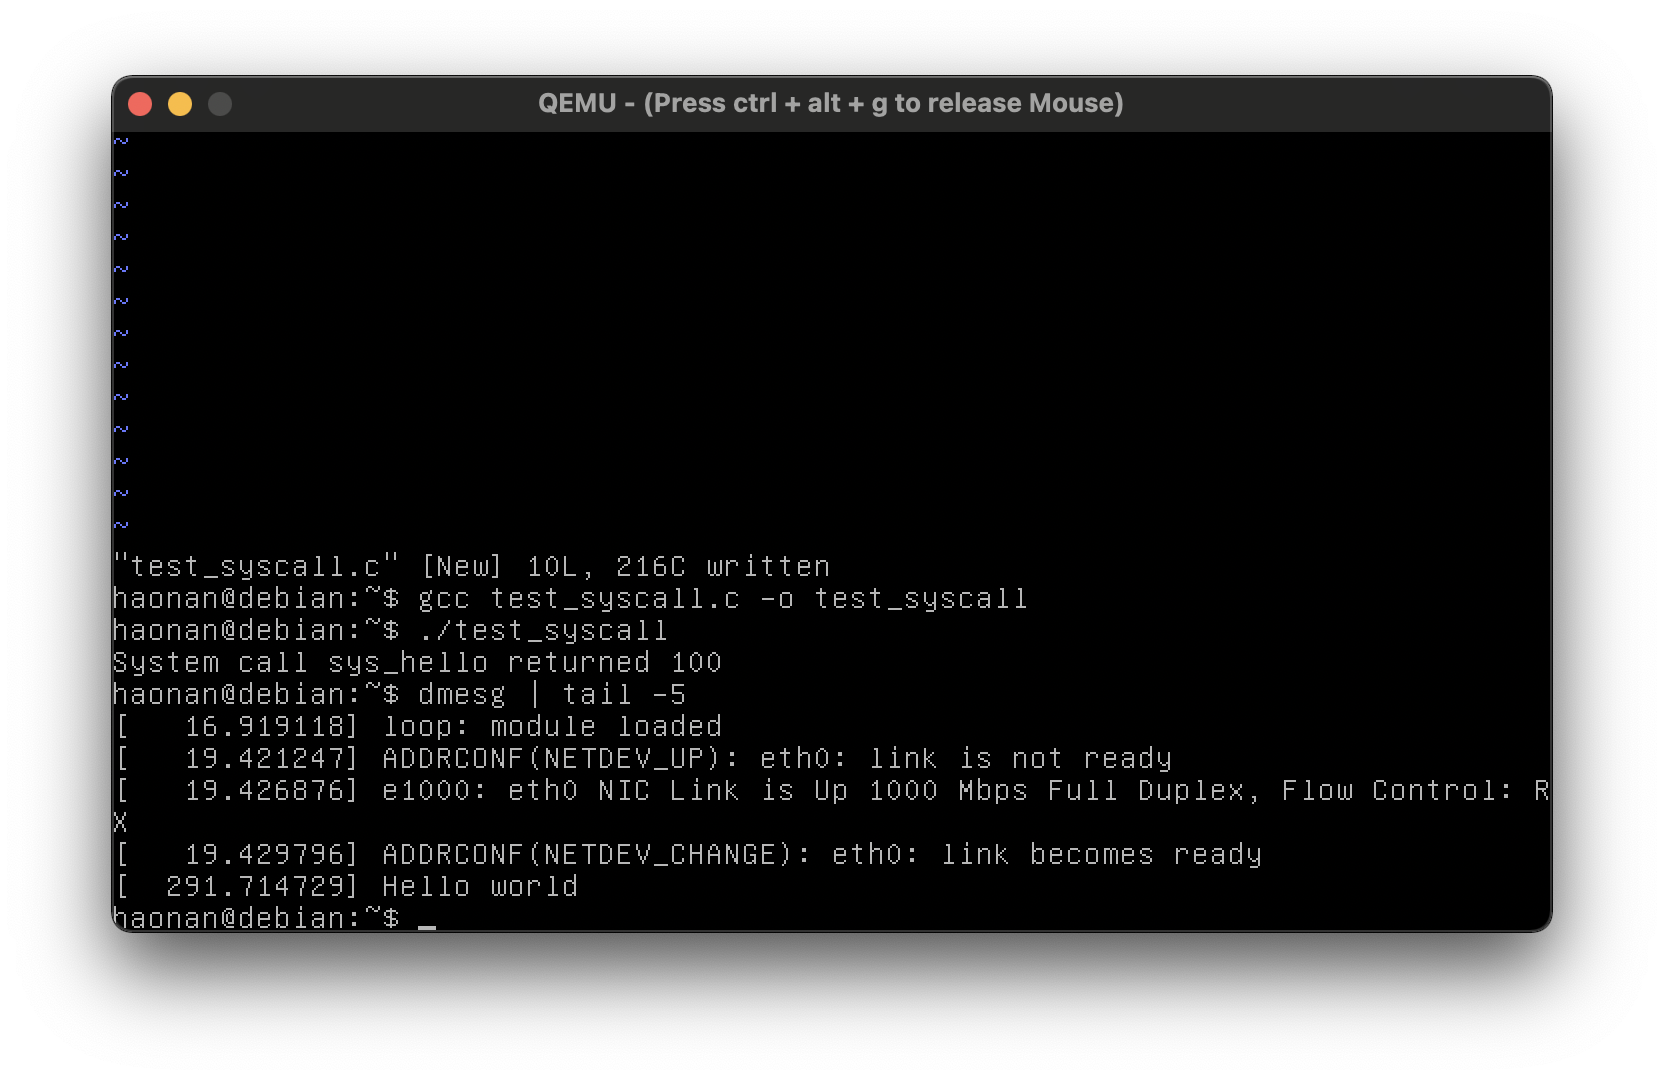 QEMU - (Press ctrl + alt + g to release Mouse)
~
~
~
~
~
~
~
~
~
~
~
~
~
"test_syscall.c" [New] 10L, 216C written
haonan@debian:~$ gcc test_syscall.c -o test_syscall
haonan@debian:~$ ./test_syscall
System call sys_hello returned 100
haonan@debian:~$ dmesg | tail -5
[   16.919118] loop: module loaded
[   19.421247] ADDRCONF(NETDEV_UP): eth0: link is not ready
[   19.426876] e1000: eth0 NIC Link is Up 1000 Mbps Full Duplex, Flow Control: R
X
[   19.429796] ADDRCONF(NETDEV_CHANGE): eth0: link becomes ready
[  291.714729] Hello world
haonan@debian:~$ _